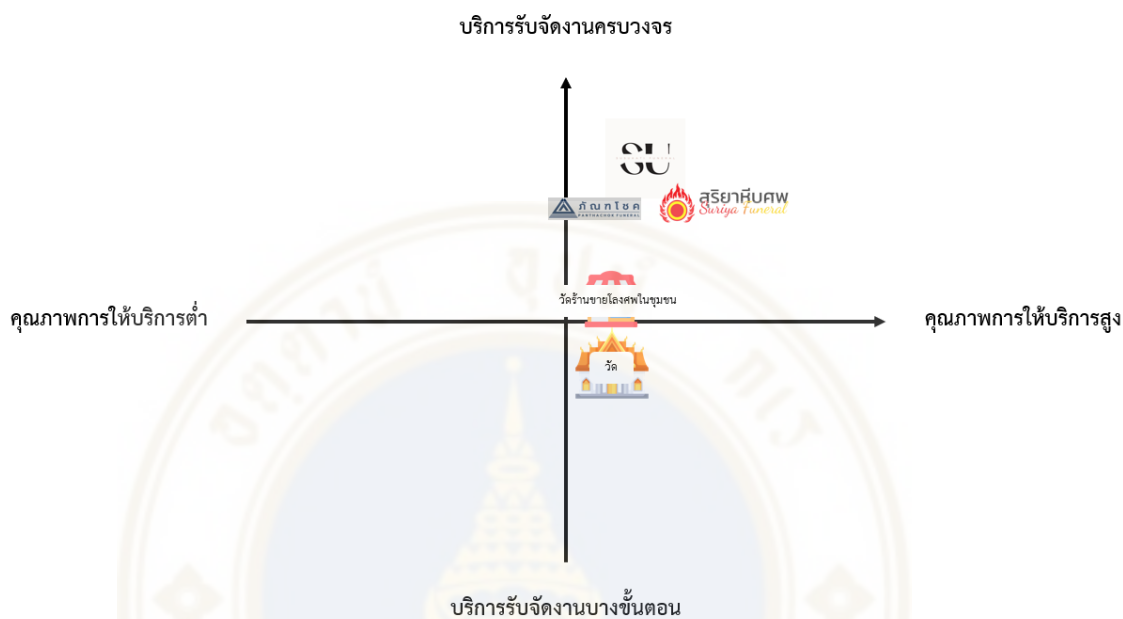 บริการรับจัดงานครบวงจร
SU
ภัณฑโชค
PANTHACHOK FUNERAL
สุริยาหีบศพ
Suriya Funeral
วัดร้านขายโลงศพในชุมชน
คุณภาพการให้บริการต่ำ
คุณภาพการให้บริการสูง
วัด
บริการรับจัดงานบางขั้นตอน